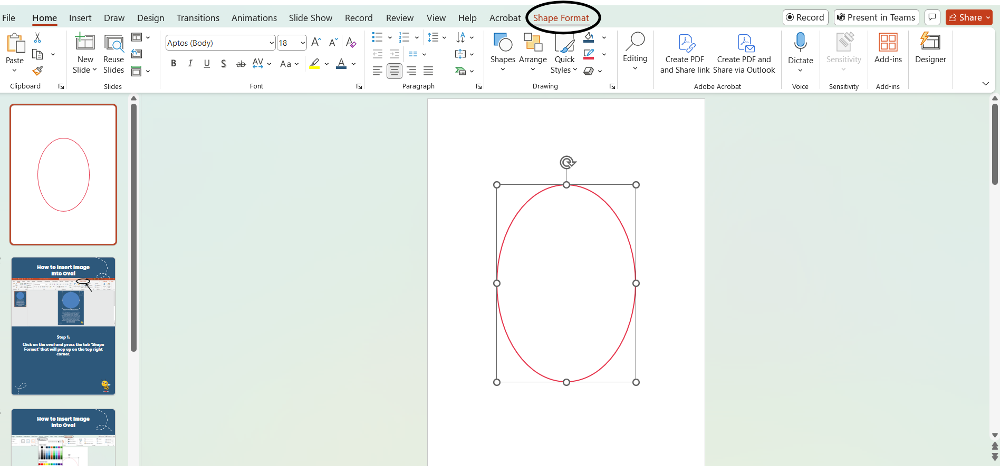 File Home Insert Draw Design Transitions Animations Slide Show Record Review View Help Acrobat Shape Format Record Present in Teams Share
Aptos (Body) 18
Paste New Slide Reuse Slides
B I U S ab AV Aa A
Shapes Arrange Quick Styles Editing
Create PDF and Share link Create PDF and Share via Outlook
Dictate Sensitivity Add-ins Designer
Clipboard Slides Font Paragraph Drawing Adobe Acrobat Voice Sensitivity Add-ins
How to Insert Image
Into Oval
Step 1:
Click on the oval and press the tab 'Shape
Format' that will pop up on the top right
corner.
How to Insert Image
Into Oval